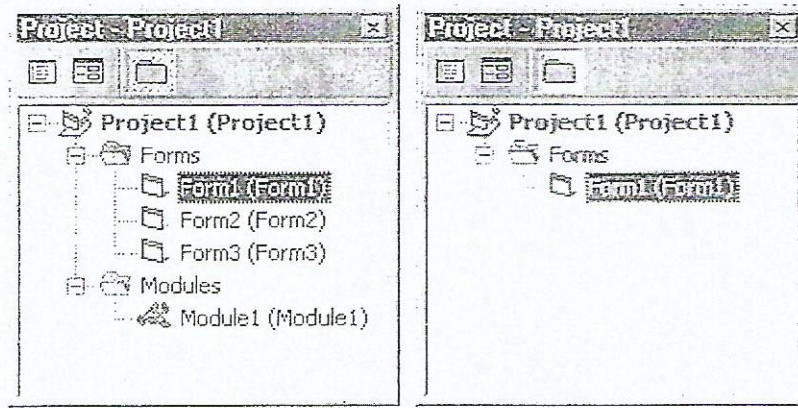 Project - Project1
Project1 (Project1)
Forms
Form1 (Form1)
Form2 (Form2)
Form3 (Form3)
Modules
Module1 (Module1)
Project - Project1
Project1 (Project1)
Forms
Form1 (Form1)